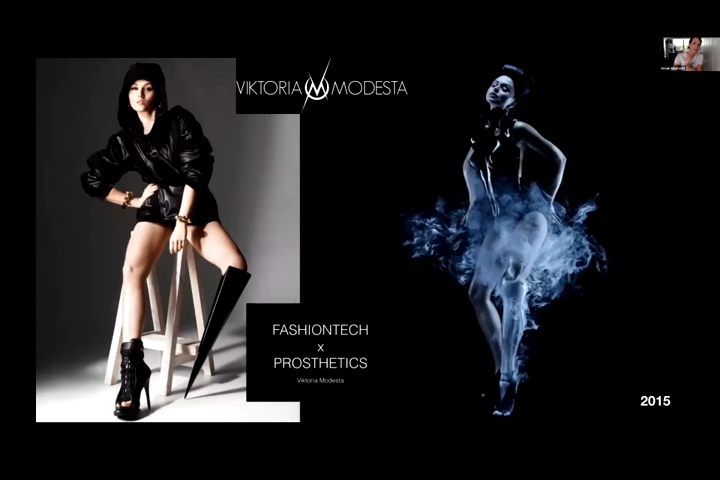 VIKTORIA MODESTA
FASHIONTECH
x
PROSTHETICS
Viktoria Modesta
2015